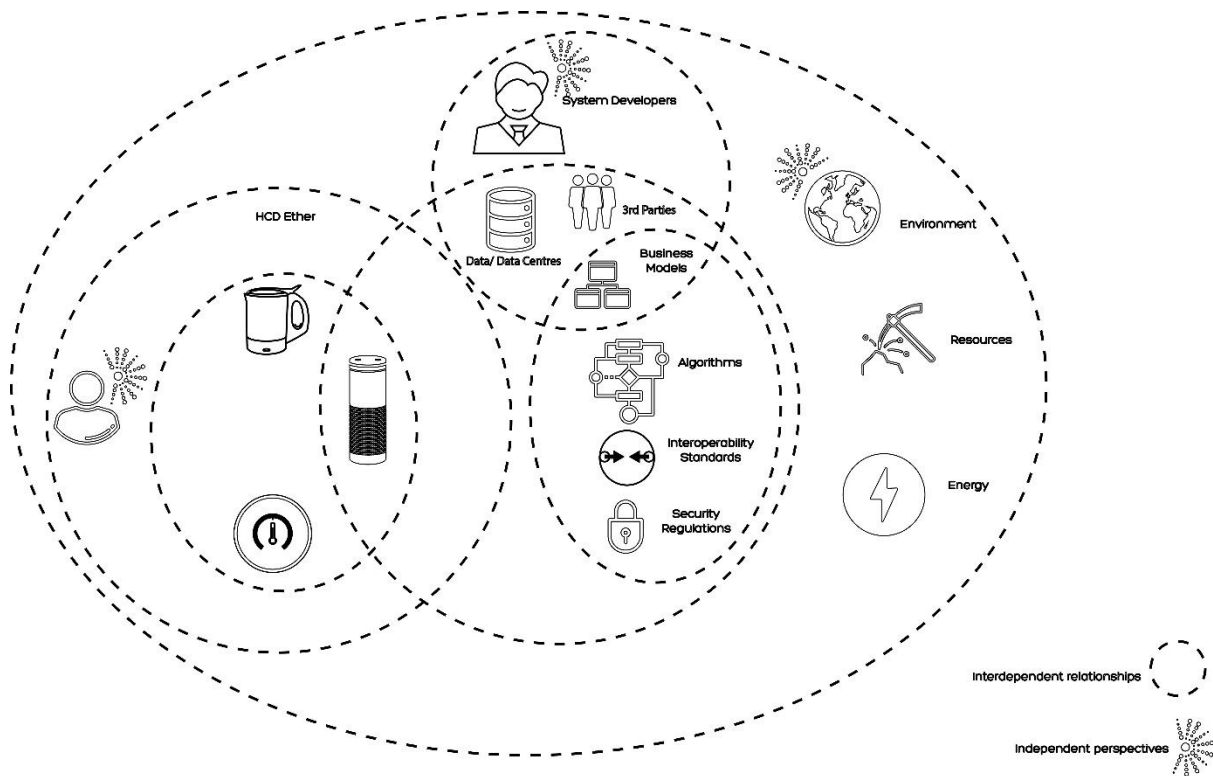 System Developers
HCD Ether
3rd Parties
Data/ Data Centres
Business
Models
Environment
Resources
Algorithms
Interoperability
Standards
Energy
Security
Regulations
Interdependent relationships
Independent perspectives